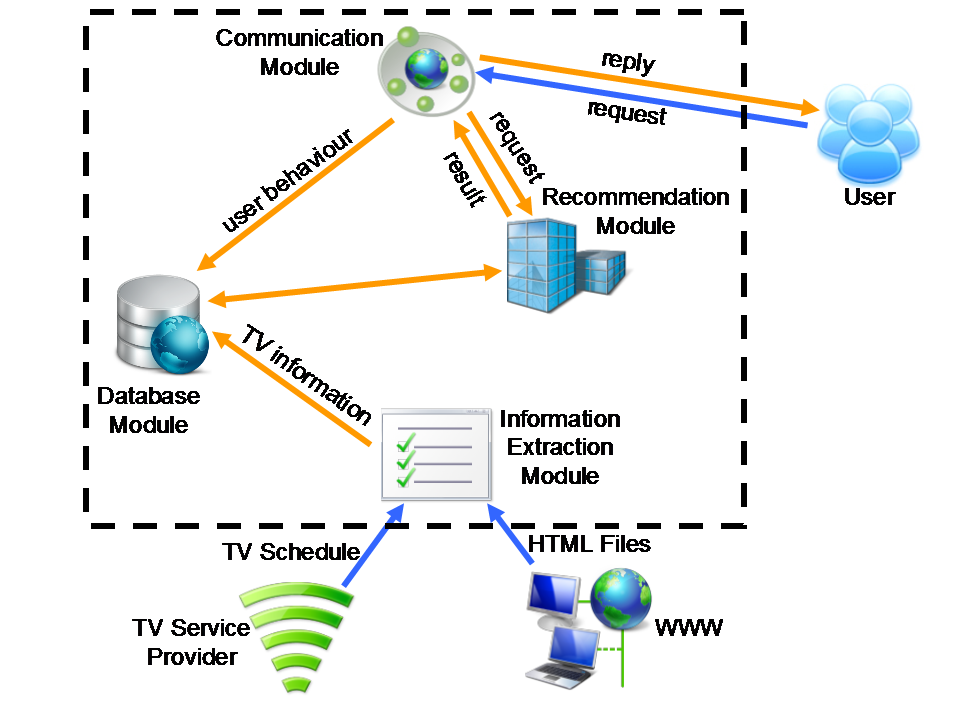 Communication
Module
reply
request
User
user behaviour
request
result
Recommendation
Module
TV information
Database
Module
Information
Extraction
Module
TV Schedule
HTML Files
TV Service
Provider
WWW